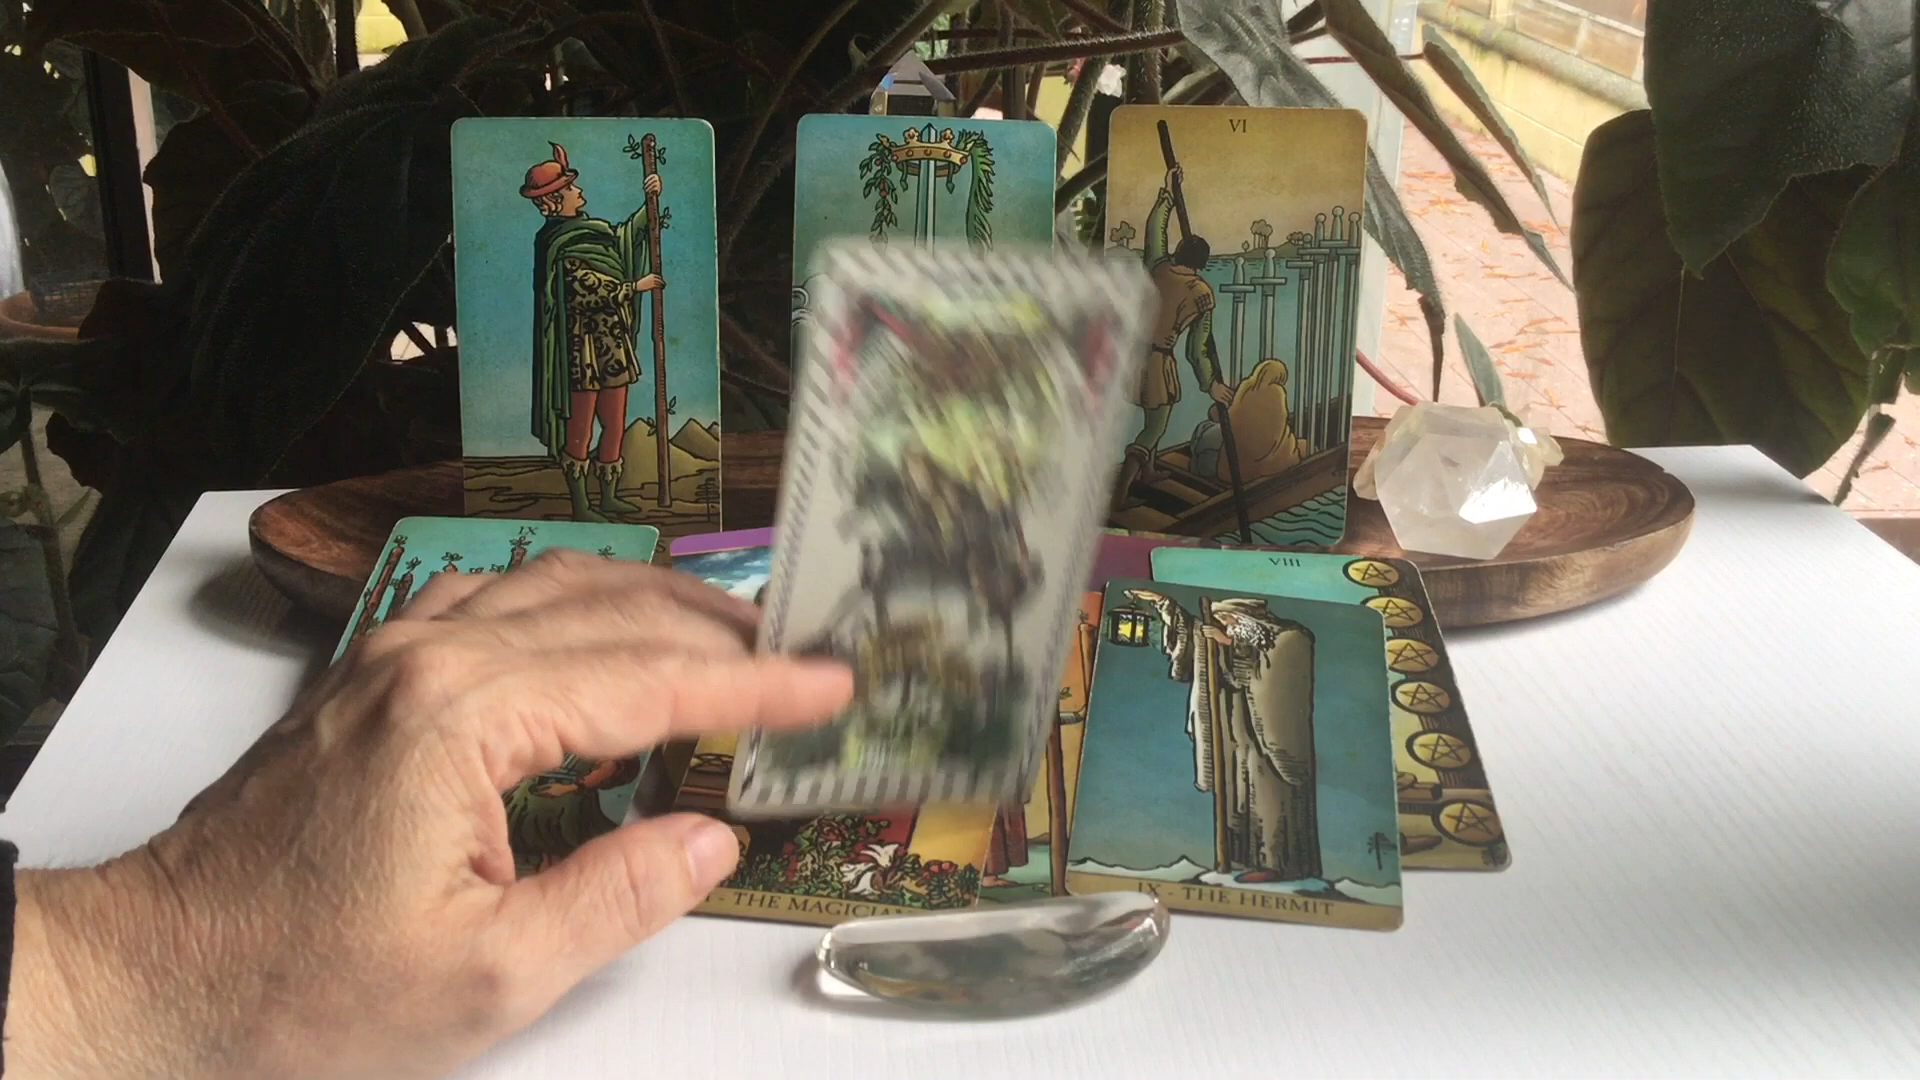 VI
IX
VIII
- THE MAGICIAN
IX - THE HERMIT